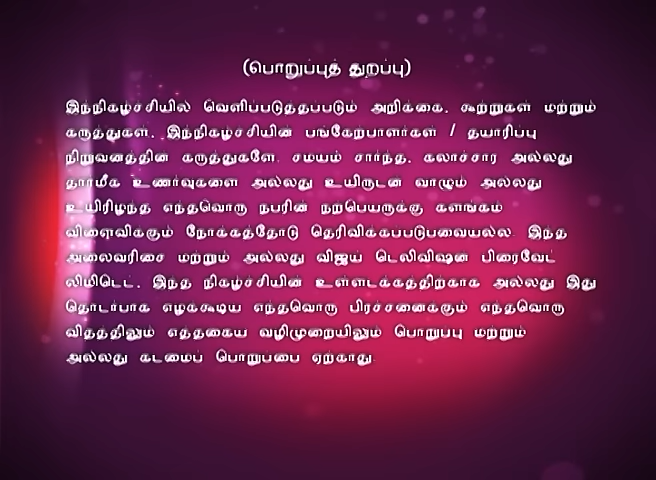 (பொறுப்புத் துறப்பு)
இந்நிகழ்ச்சியில் வெளிப்படுத்தப்படும் அறிக்கை, கூற்றுகள் மற்றும்
கருத்துகள், இந்நிகழ்ச்சியின் பங்கேற்பாளர்கள் / தயாரிப்பு
நிறுவனத்தின் கருத்துகளே. சமயம் சார்ந்த, கலாச்சார அல்லது
தார்மீக உணர்வுகளை அல்லது உயிருடன் வாழும் அல்லது
உயிரிழந்த எந்தவொரு நபரின் நற்பெயருக்கு களங்கம்
விளைவிக்கும் நோக்கத்தோடு தெரிவிக்கப்படுபவையல்ல. இந்த
அலைவரிசை மற்றும் அல்லது விஜய் டெலிவிஷன் பிரைவேட்
லிமிடெட், இந்த நிகழ்ச்சியின் உள்ளடக்கத்திற்காக அல்லது இது
தொடர்பாக எழக்கூடிய எந்தவொரு பிரச்சனைக்கும் எந்தவொரு
விதத்திலும் எத்தகைய வழிமுறையிலும் பொறுப்பு மற்றும்
அல்லது கடமைப் பொறுப்பை ஏற்காது.